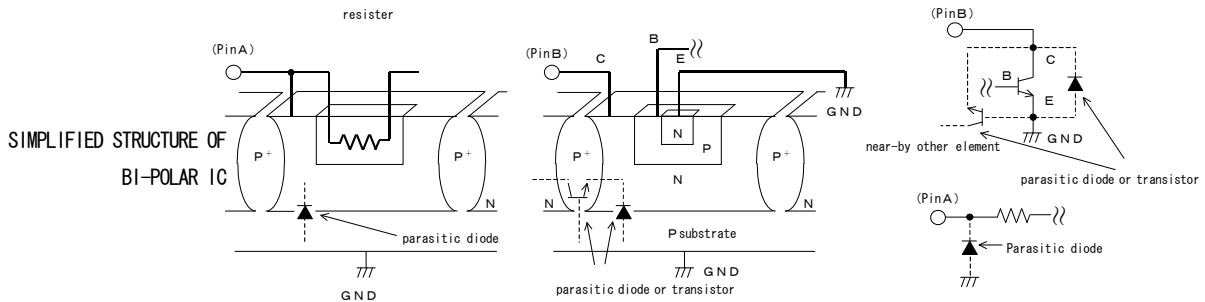 SIMPLIFIED STRUCTURE OF
BI-POLAR IC
resister
(PinA)
P+
P+
N
parasitic diode
GND
(PinB)
C
B
E
GND
P+
N
P
P+
N
N
N
P substrate
GND
parasitic diode or transistor
(PinB)
C
B
E
GND
near-by other element
parasitic diode or transistor
(PinA)
Parasitic diode